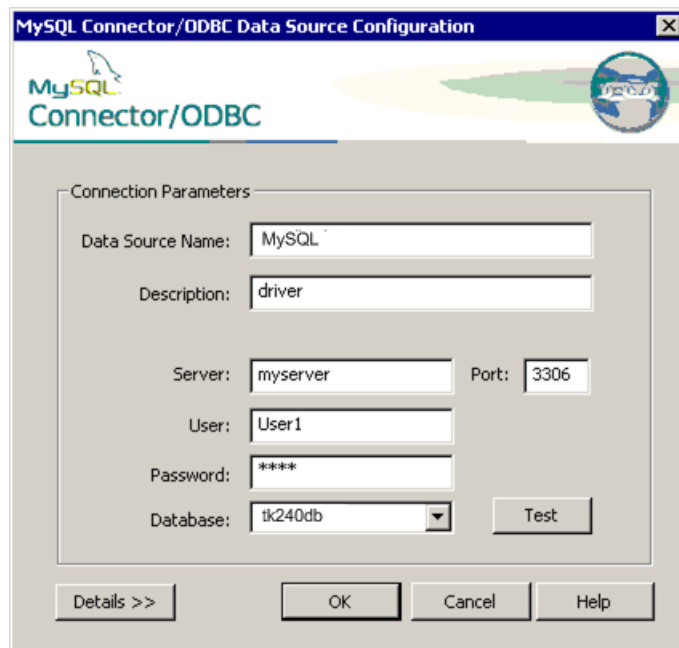 MySQL Connector/ODBC Data Source Configuration
MySQL
Connector/ODBC
Connection Parameters
Data Source Name: MySQL
Description: driver
Server: myserver Port: 3306
User: User1
Password: ****
Database: tk240db Test
Details >> OK Cancel Help